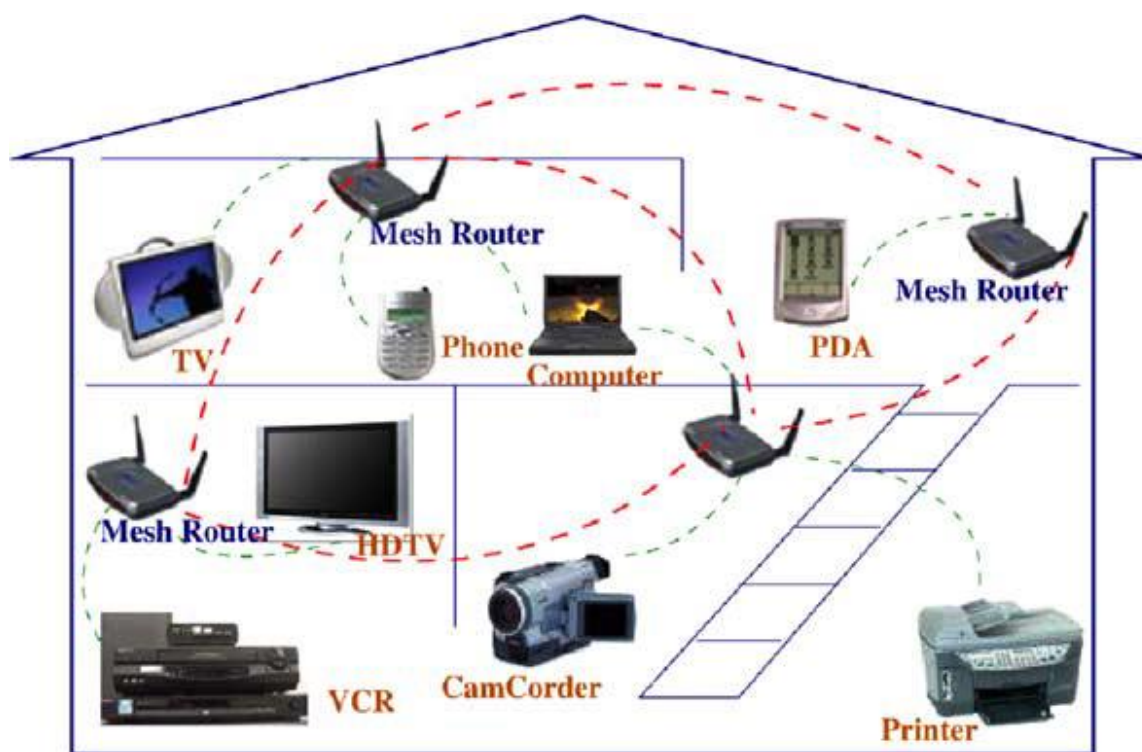 Mesh Router
Mesh Router
TV
Phone
Computer
PDA
Mesh Router
HDTV
VCR
CamCorder
Printer